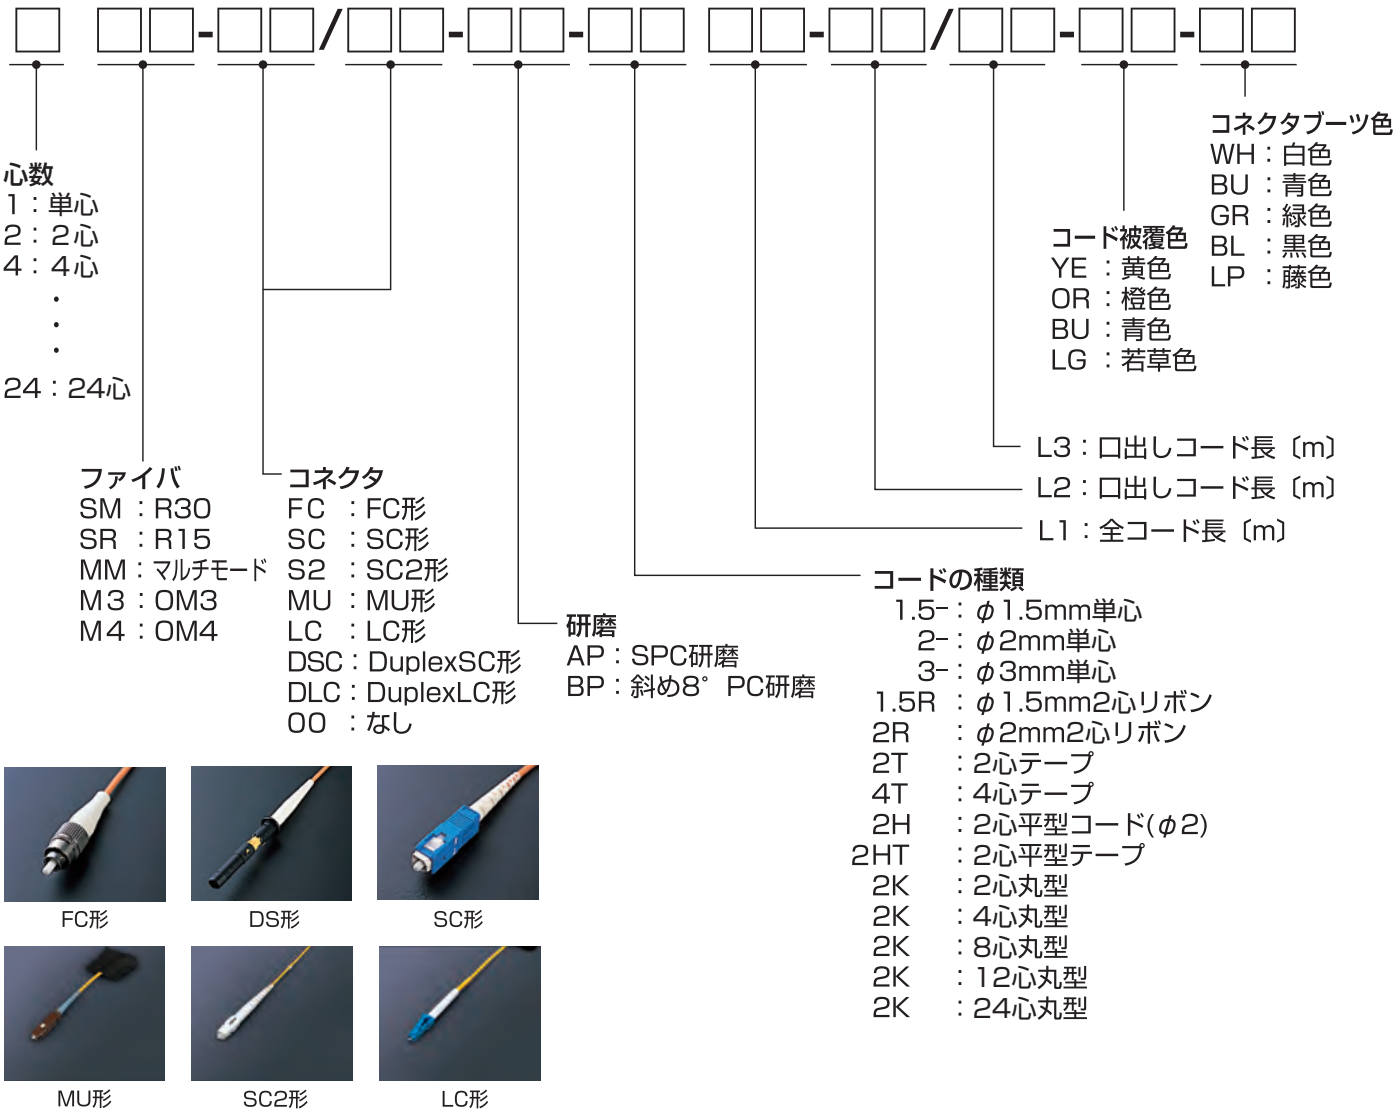 □ □□-□□/□□-□□-□□ □□-□□/□□-□□-□□
心数
1：単心
2：2心
4：4心
・
・
・
24：24心
ファイバ
SM：R30
SR：R15
MM：マルチモード
M3：OM3
M4：OM4
コネクタ
FC：FC形
SC：SC形
S2：SC2形
MU：MU形
LC：LC形
DSC：DuplexSC形
DLC：DuplexLC形
00：なし
研磨
AP：SPC研磨
BP：斜め8°PC研磨
コードの種類
1.5-：φ1.5mm単心
2-：φ2mm単心
3-：φ3mm単心
1.5R：φ1.5mm2心リボン
2R：φ2mm2心リボン
2T：2心テープ
4T：4心テープ
2H：2心平型コード(φ2)
2HT：2心平型テープ
2K：2心丸型
2K：4心丸型
2K：8心丸型
2K：12心丸型
2K：24心丸型
L1：全コード長〔m〕
L2：口出しコード長〔m〕
L3：口出しコード長〔m〕
コード被覆色
YE：黄色
OR：橙色
BU：青色
LG：若草色
コネクタブーツ色
WH：白色
BU：青色
GR：緑色
BL：黒色
LP：藤色
FC形
DS形
SC形
MU形
SC2形
LC形